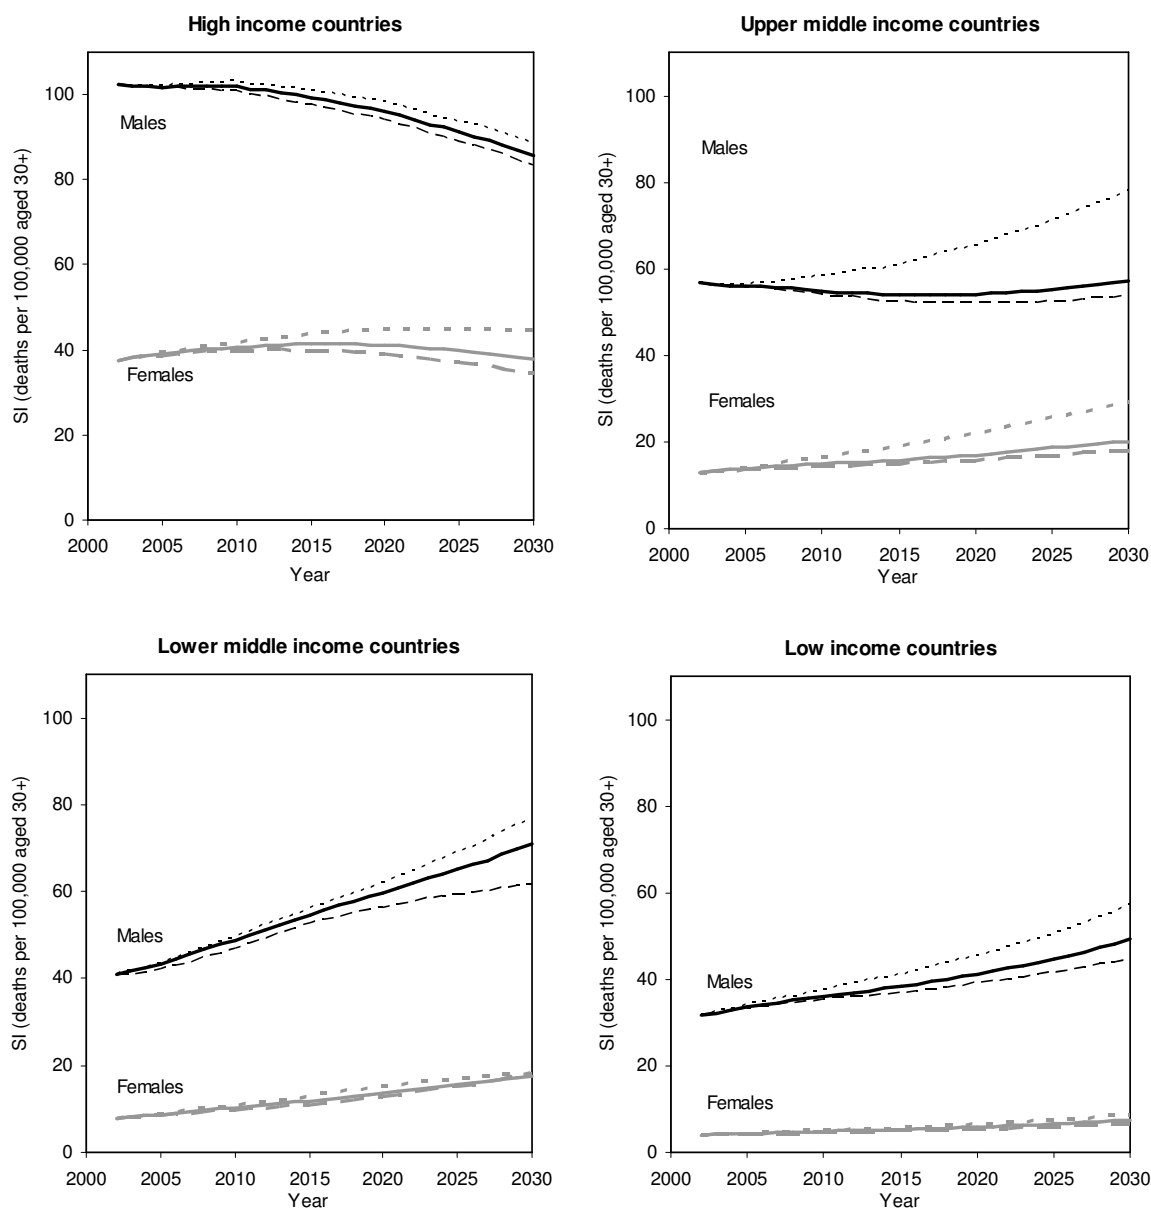 High income countries
SI (deaths per 100,000 aged 30+)
100
80
60
40
20
0
Males
Females
2000 2005 2010 2015 2020 2025 2030
Year
Upper middle income countries
SI (deaths per 100,000 aged 30+)
100
80
60
40
20
0
Males
Females
2000 2005 2010 2015 2020 2025 2030
Year
Lower middle income countries
SI (deaths per 100,000 aged 30+)
100
80
60
40
20
0
Males
Females
2000 2005 2010 2015 2020 2025 2030
Year
Low income countries
SI (deaths per 100,000 aged 30+)
100
80
60
40
20
0
Males
Females
2000 2005 2010 2015 2020 2025 2030
Year